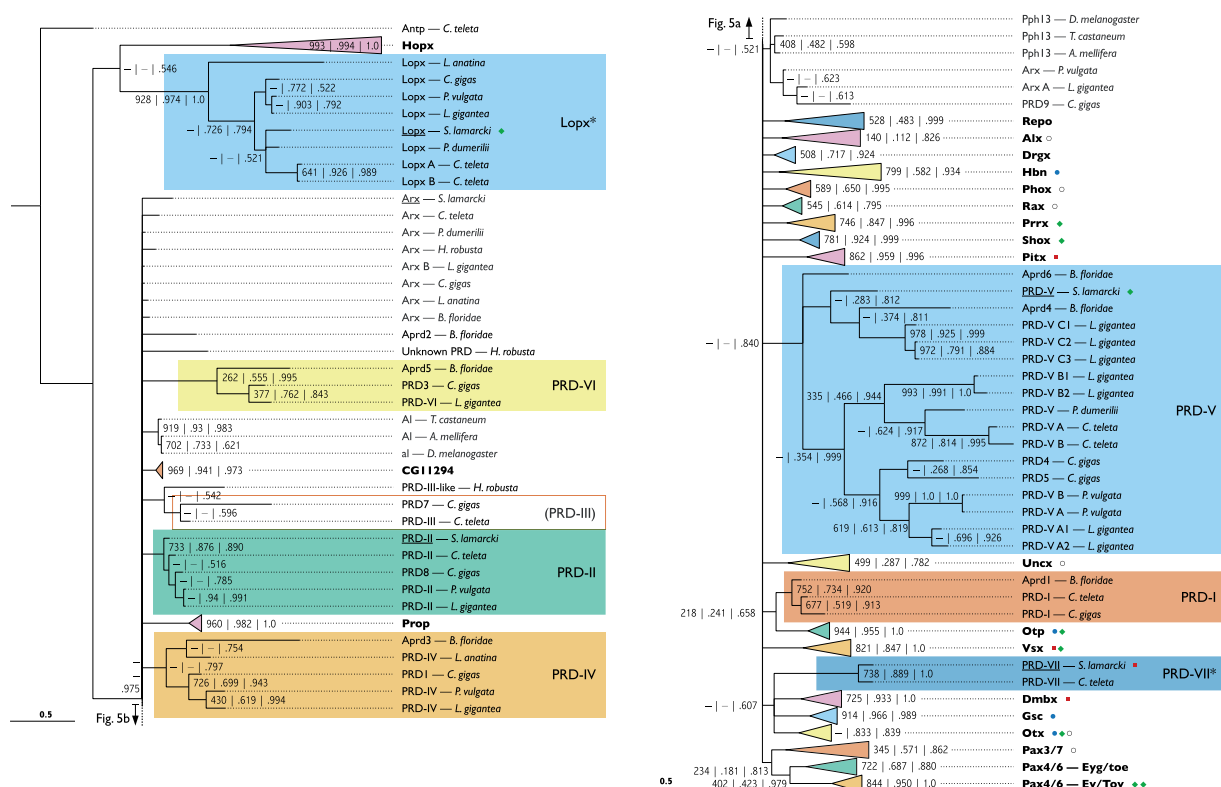 Antp — C. teleta
993 | .994 | 1.0
Hopx
– | – | .546
928 | .974 | 1.0
Lopx — L. anatina
Lopx — C. gigas
– | .772 | .522
Lopx — P. vulgata
– | .903 | .792
Lopx — L. gigantea
– | .726 | .794
Lopx — S. lamarcki
Lopx*
Lopx — P. dumerilii
– | – | .521
Lopx A — C. teleta
641 | .926 | .989
Lopx B — C. teleta
Arx — S. lamarcki
Arx — C. teleta
Arx — P. dumerilii
Arx — H. robusta
Arx B — L. gigantea
Arx — C. gigas
Arx — L. anatina
Arx — B. floridae
Aprd2 — B. floridae
Unknown PRD — H. robusta
Aprd5 — B. floridae
262 | .555 | .995
PRD3 — C. gigas
PRD-VI
377 | .762 | .843
PRD-VI — L. gigantea
Al — T. castaneum
919 | .93 | .983
Al — A. mellifera
702 | .733 | .621
al — D. melanogaster
969 | .941 | .973
CG11294
PRD-III-like — H. robusta
– | – | .542
PRD7 — C. gigas
(PRD-III)
– | – | .596
PRD-III — C. teleta
PRD-II — S. lamarcki
733 | .876 | .890
PRD-II — C. teleta
– | – | .516
PRD8 — C. gigas
PRD-II
– | – | .785
PRD-II — P. vulgata
– | .94 | .991
PRD-II — L. gigantea
960 | .982 | 1.0
Prop
Aprd3 — B. floridae
– | – | .754
PRD-IV — L. anatina
– | – | .797
PRD1 — C. gigas
PRD-IV
726 | .699 | .943
PRD-IV — P. vulgata
430 | .619 | .994
PRD-IV — L. gigantea
–
–
.975
0.5
Fig. 5b
Fig. 5a
– | – | .521
Pph13 — D. melanogaster
Pph13 — T. castaneum
408 | .482 | .598
Pph13 — A. mellifera
Arx — P. vulgata
– | – | .623
Arx A — L. gigantea
– | – | .613
PRD9 — C. gigas
528 | .483 | .999
Repo
140 | .112 | .826
Alx
508 | .717 | .924
Drgx
799 | .582 | .934
Hbn
589 | .650 | .995
Phox
545 | .614 | .795
Rax
746 | .847 | .996
Prrx
781 | .924 | .999
Shox
862 | .959 | .996
Pitx
Aprd6 — B. floridae
PRD-V — S. lamarcki
– | .283 | .812
Aprd4 — B. floridae
– | .374 | .811
PRD-V C1 — L. gigantea
978 | .925 | .999
– | – | .840
PRD-V C2 — L. gigantea
972 | .791 | .884
PRD-V C3 — L. gigantea
PRD-V B1 — L. gigantea
335 | .466 | .944
993 | .991 | 1.0
PRD-V B2 — L. gigantea
PRD-V — P. dumerilii
PRD-V
– | .624 | .917
PRD-V A — C. teleta
872 | .814 | .995
PRD-V B — C. teleta
– | .354 | .999
PRD4 — C. gigas
– | .268 | .854
PRD5 — C. gigas
– | .568 | .916
999 | 1.0 | 1.0
PRD-V B — P. vulgata
PRD-V A — P. vulgata
619 | .613 | .819
PRD-V A1 — L. gigantea
– | .696 | .926
PRD-V A2 — L. gigantea
499 | .287 | .782
Uncx
Aprd1 — B. floridae
752 | .734 | .920
PRD-I — C. teleta
PRD-I
677 | .519 | .913
PRD-I — C. gigas
218 | .241 | .658
944 | .955 | 1.0
Otp
821 | .847 | 1.0
Vsx
PRD-VII — S. lamarcki
738 | .889 | 1.0
PRD-VII*
PRD-VII — C. teleta
725 | .933 | 1.0
Dmbx
– | – | .607
914 | .966 | .989
Gsc
– | .833 | .839
Otx
345 | .571 | .862
Pax3/7
234 | .181 | .813
722 | .687 | .880
Pax4/6 — Eyg/toe
402 | .423 | .979
844 | .950 | 1.0
Pax4/6 — Ey/Toy
0.5